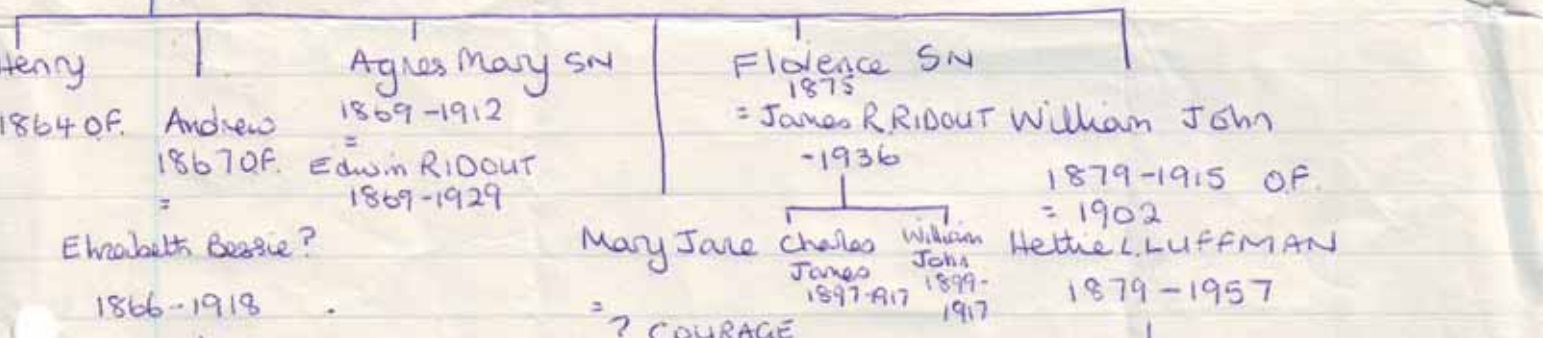 Henry
1864 OF.
Andrew
1867 OF.
=
Elizabeth Bessie?
1866-1918
Agnes Mary SN
1869-1912
=
Edwin RIDOUT
1869-1929
Mary Jane
=
? COURAGE
Florence SN
1875
= James R. RIDOUT
-1936
Charles
James
1897-1917
William
John
1899-
1917
William John
1879-1915 OF.
= 1902
Hettie L. LUFFMAN
1879-1957